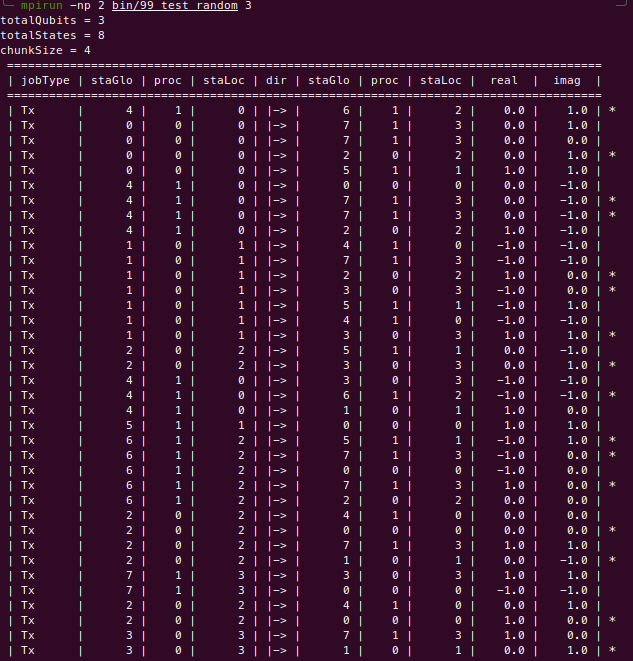 mpirun -np 2 bin/99_test_random 3
totalQubits = 3
totalStates = 8
chunkSize = 4
=====================================================================================
| jobType | staGlo | proc | staLoc | dir | staGlo | proc | staLoc | real | imag |
=====================================================================================
| Tx | 4 | 1 | 0 | |-> | 6 | 1 | 2 | 0.0 | 1.0 | *
| Tx | 0 | 0 | 0 | |-> | 7 | 1 | 3 | 0.0 | 1.0 |
| Tx | 0 | 0 | 0 | |-> | 7 | 1 | 3 | 0.0 | 0.0 |
| Tx | 0 | 0 | 0 | |-> | 2 | 0 | 2 | 0.0 | 1.0 | *
| Tx | 0 | 0 | 0 | |-> | 5 | 1 | 1 | 1.0 | 1.0 |
| Tx | 4 | 1 | 0 | |-> | 0 | 0 | 0 | 0.0 | -1.0 |
| Tx | 4 | 1 | 0 | |-> | 7 | 1 | 3 | 0.0 | -1.0 | *
| Tx | 4 | 1 | 0 | |-> | 7 | 1 | 3 | 0.0 | -1.0 | *
| Tx | 4 | 1 | 0 | |-> | 2 | 0 | 2 | 1.0 | -1.0 |
| Tx | 1 | 0 | 1 | |-> | 4 | 1 | 0 | -1.0 | -1.0 |
| Tx | 1 | 0 | 1 | |-> | 7 | 1 | 3 | -1.0 | -1.0 |
| Tx | 1 | 0 | 1 | |-> | 2 | 0 | 2 | 1.0 | 0.0 | *
| Tx | 1 | 0 | 1 | |-> | 3 | 0 | 3 | -1.0 | 0.0 | *
| Tx | 1 | 0 | 1 | |-> | 5 | 1 | 1 | -1.0 | 1.0 |
| Tx | 1 | 0 | 1 | |-> | 4 | 1 | 0 | -1.0 | -1.0 |
| Tx | 1 | 0 | 1 | |-> | 3 | 0 | 3 | 1.0 | 1.0 | *
| Tx | 2 | 0 | 2 | |-> | 5 | 1 | 1 | 0.0 | -1.0 |
| Tx | 2 | 0 | 2 | |-> | 3 | 0 | 3 | 0.0 | 1.0 | *
| Tx | 4 | 1 | 0 | |-> | 3 | 0 | 3 | -1.0 | -1.0 |
| Tx | 4 | 1 | 0 | |-> | 6 | 1 | 2 | -1.0 | -1.0 | *
| Tx | 4 | 1 | 0 | |-> | 1 | 0 | 1 | 1.0 | 0.0 |
| Tx | 5 | 1 | 1 | |-> | 0 | 0 | 0 | 0.0 | 1.0 |
| Tx | 6 | 1 | 2 | |-> | 5 | 1 | 1 | -1.0 | 0.0 | *
| Tx | 6 | 1 | 2 | |-> | 7 | 1 | 3 | -1.0 | 0.0 | *
| Tx | 6 | 1 | 2 | |-> | 0 | 0 | 0 | -1.0 | 0.0 |
| Tx | 6 | 1 | 2 | |-> | 7 | 1 | 3 | 1.0 | 0.0 | *
| Tx | 6 | 1 | 2 | |-> | 2 | 0 | 2 | 0.0 | 0.0 |
| Tx | 2 | 0 | 2 | |-> | 4 | 1 | 0 | 0.0 | 1.0 |
| Tx | 2 | 0 | 2 | |-> | 0 | 0 | 0 | 0.0 | 0.0 | *
| Tx | 2 | 0 | 2 | |-> | 7 | 1 | 3 | 1.0 | 1.0 |
| Tx | 2 | 0 | 2 | |-> | 1 | 0 | 1 | 0.0 | -1.0 | *
| Tx | 7 | 1 | 3 | |-> | 3 | 0 | 3 | 1.0 | 1.0 |
| Tx | 7 | 1 | 3 | |-> | 0 | 0 | 0 | -1.0 | -1.0 |
| Tx | 2 | 0 | 2 | |-> | 4 | 1 | 0 | 0.0 | 1.0 |
| Tx | 2 | 0 | 2 | |-> | 0 | 0 | 0 | 1.0 | 0.0 | *
| Tx | 3 | 0 | 3 | |-> | 7 | 1 | 3 | 1.0 | 0.0 |
| Tx | 3 | 0 | 3 | |-> | 1 | 0 | 1 | 0.0 | 1.0 | *